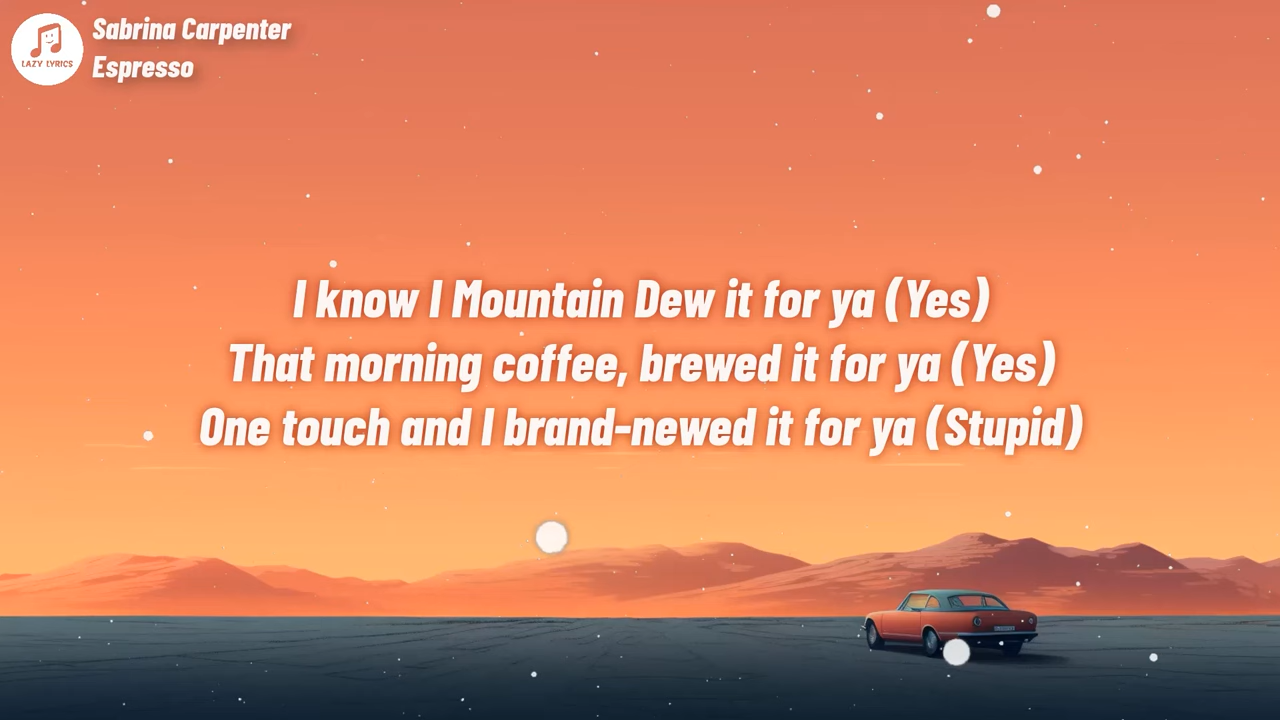 Sabrina Carpenter
Espresso
LAZY LYRICS
I know I Mountain Dew it for ya (Yes)
That morning coffee, brewed it for ya (Yes)
One touch and I brand-newed it for ya (Stupid)